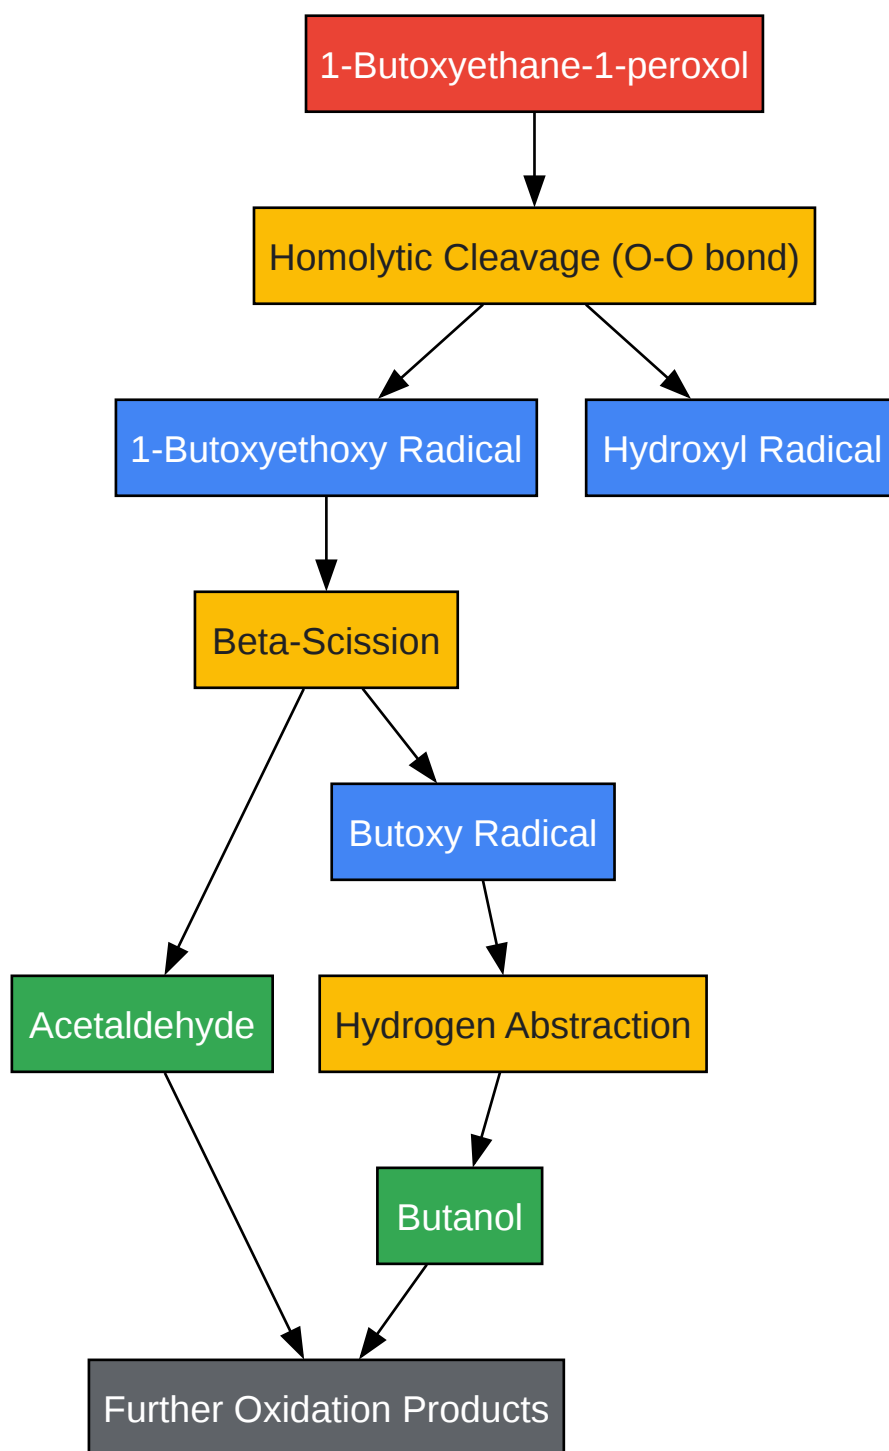 1-Butoxyethane-1-peroxol
Homolytic Cleavage (O-O bond)
1-Butoxyethoxy Radical
Hydroxyl Radical
Beta-Scission
Butoxy Radical
Acetaldehyde
Hydrogen Abstraction
Butanol
Further Oxidation Products